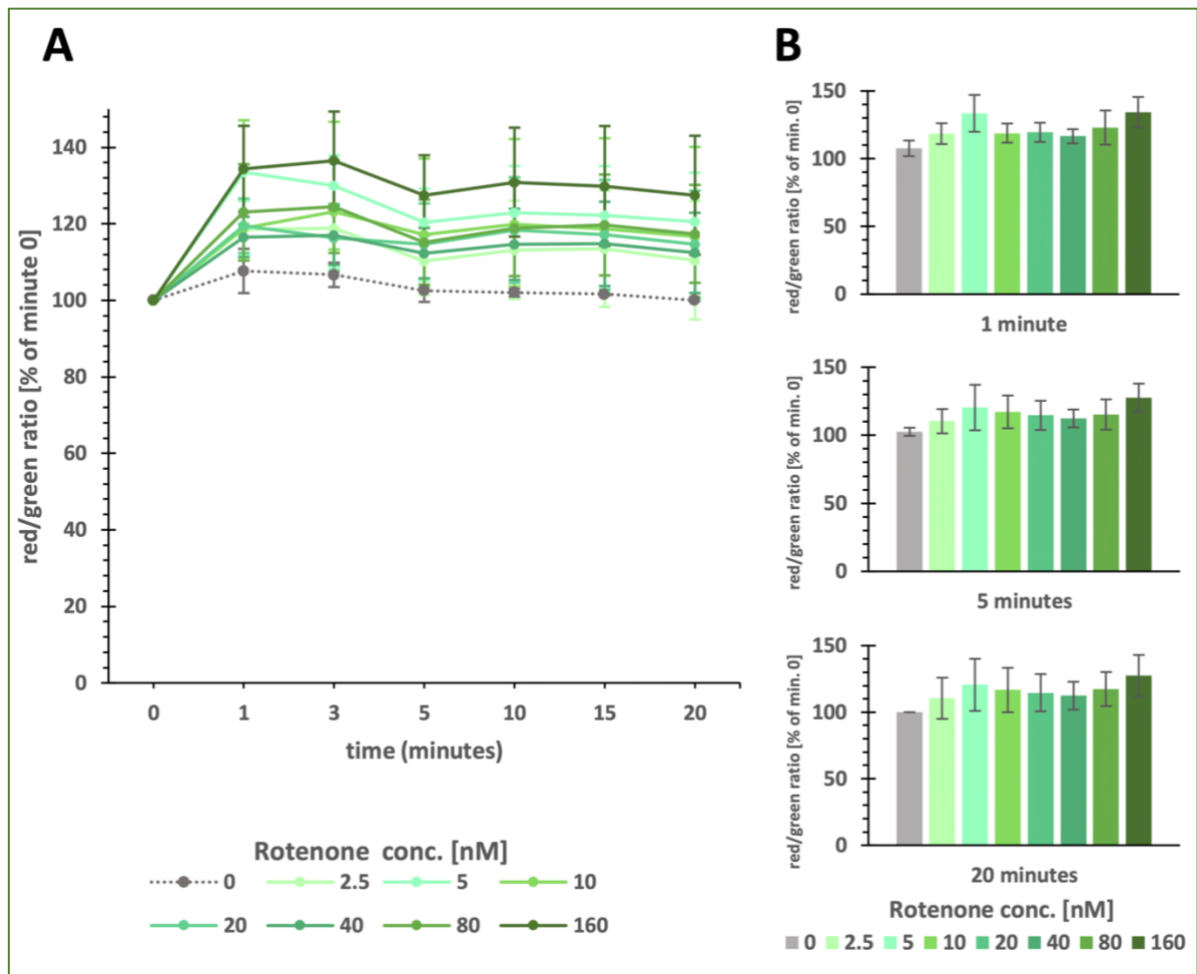 A
red/green ratio [% of minute 0]
140
120
100
80
60
40
20
0
0 1 3 5 10 15 20
time (minutes)
Rotenone conc. [nM]
0 2.5 5 10
20 40 80 160
B
red/green ratio [% of min. 0]
150
100
50
0
1 minute
red/green ratio [% of min. 0]
150
100
50
0
5 minutes
red/green ratio [% of min. 0]
150
100
50
0
20 minutes
Rotenone conc. [nM]
0 2.5 5 10 20 40 80 160